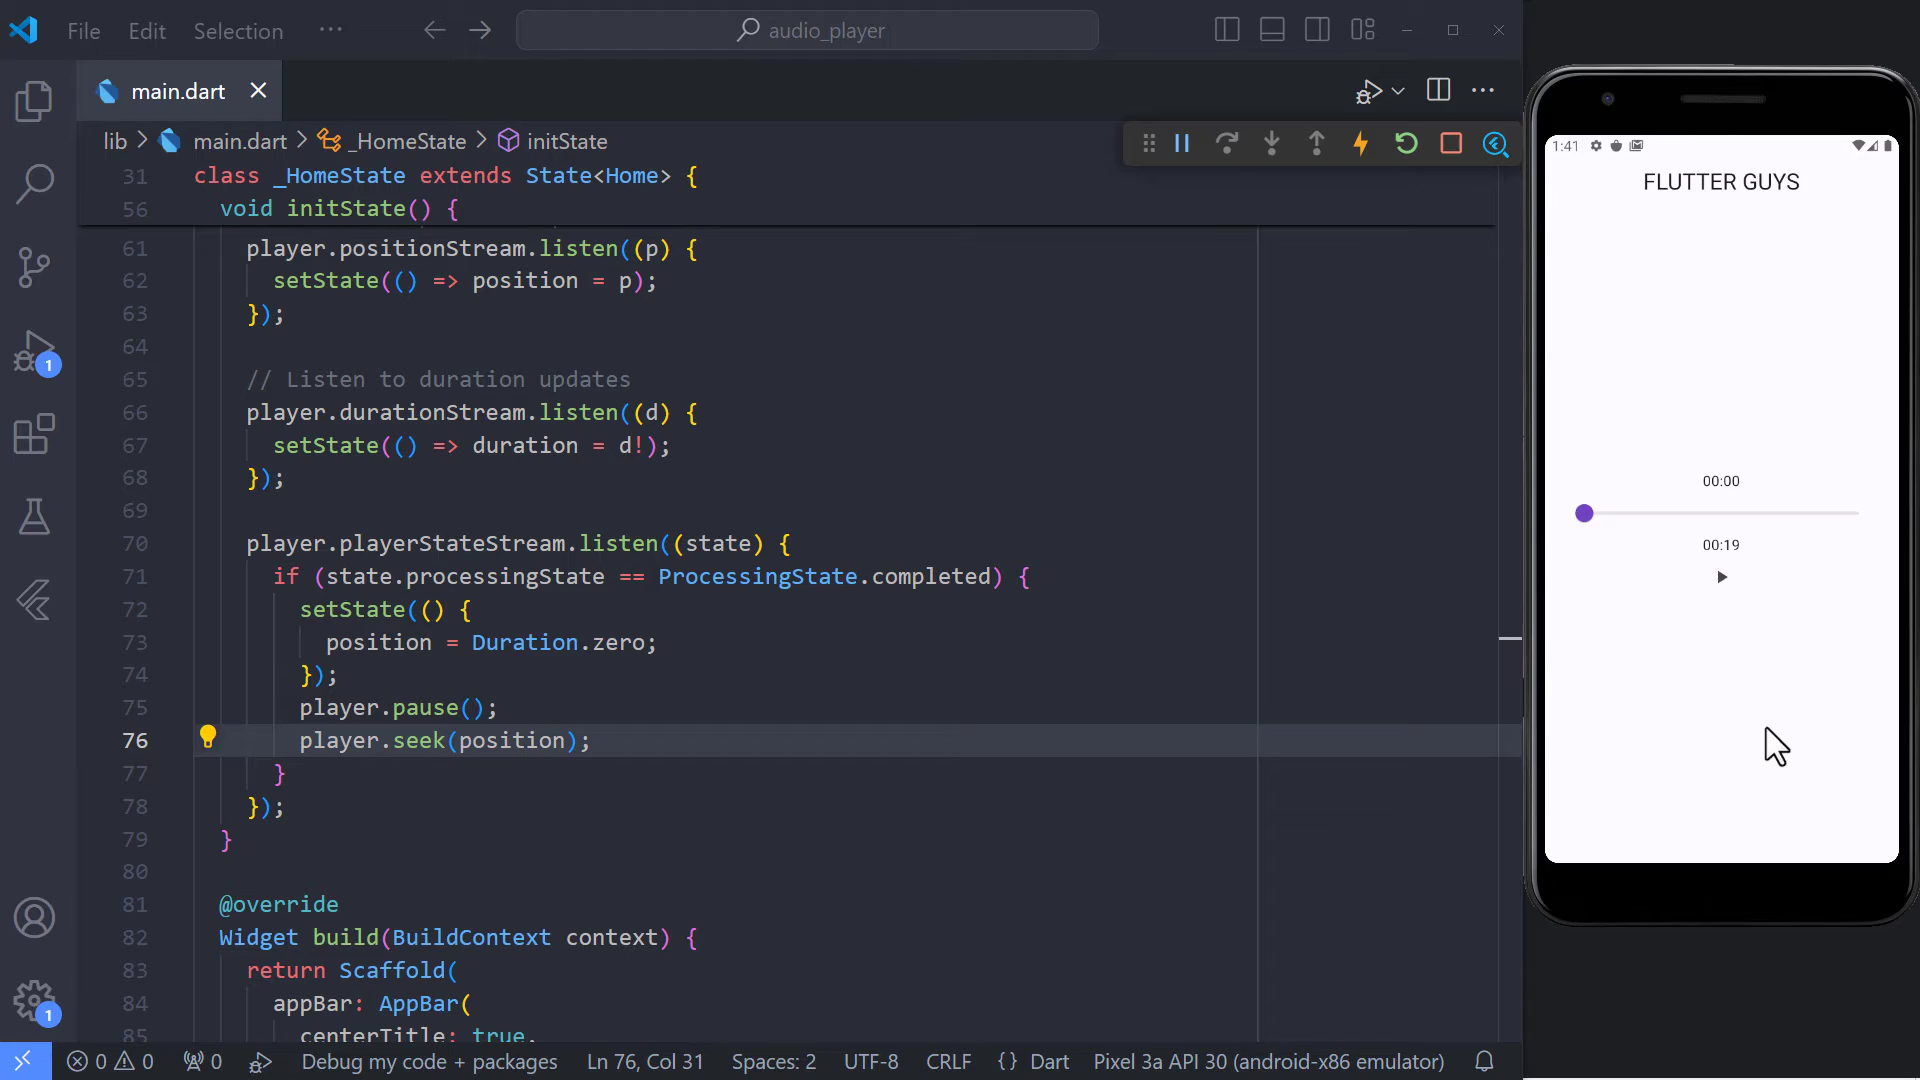 File Edit Selection ··· audio_player
main.dart
lib > main.dart > _HomeState > initState
31 class _HomeState extends State<Home> {
56 void initState() {
61 player.positionStream.listen((p) {
62 setState(() => position = p);
63 });
64
65 // Listen to duration updates
66 player.durationStream.listen((d) {
67 setState(() => duration = d!);
68 });
69
70 player.playerStateStream.listen((state) {
71 if (state.processingState == ProcessingState.completed) {
72 setState(() {
73 position = Duration.zero;
74 });
75 player.pause();
76 player.seek(position);
77 }
78 });
79 }
80
81 @override
82 Widget build(BuildContext context) {
83 return Scaffold(
84 appBar: AppBar(
85 centerTitle: true,
1
1
0 0 0 Debug my code + packages Ln 76, Col 31 Spaces: 2 UTF-8 CRLF {} Dart Pixel 3a API 30 (android-x86 emulator)
1:41
FLUTTER GUYS
00:00
00:19